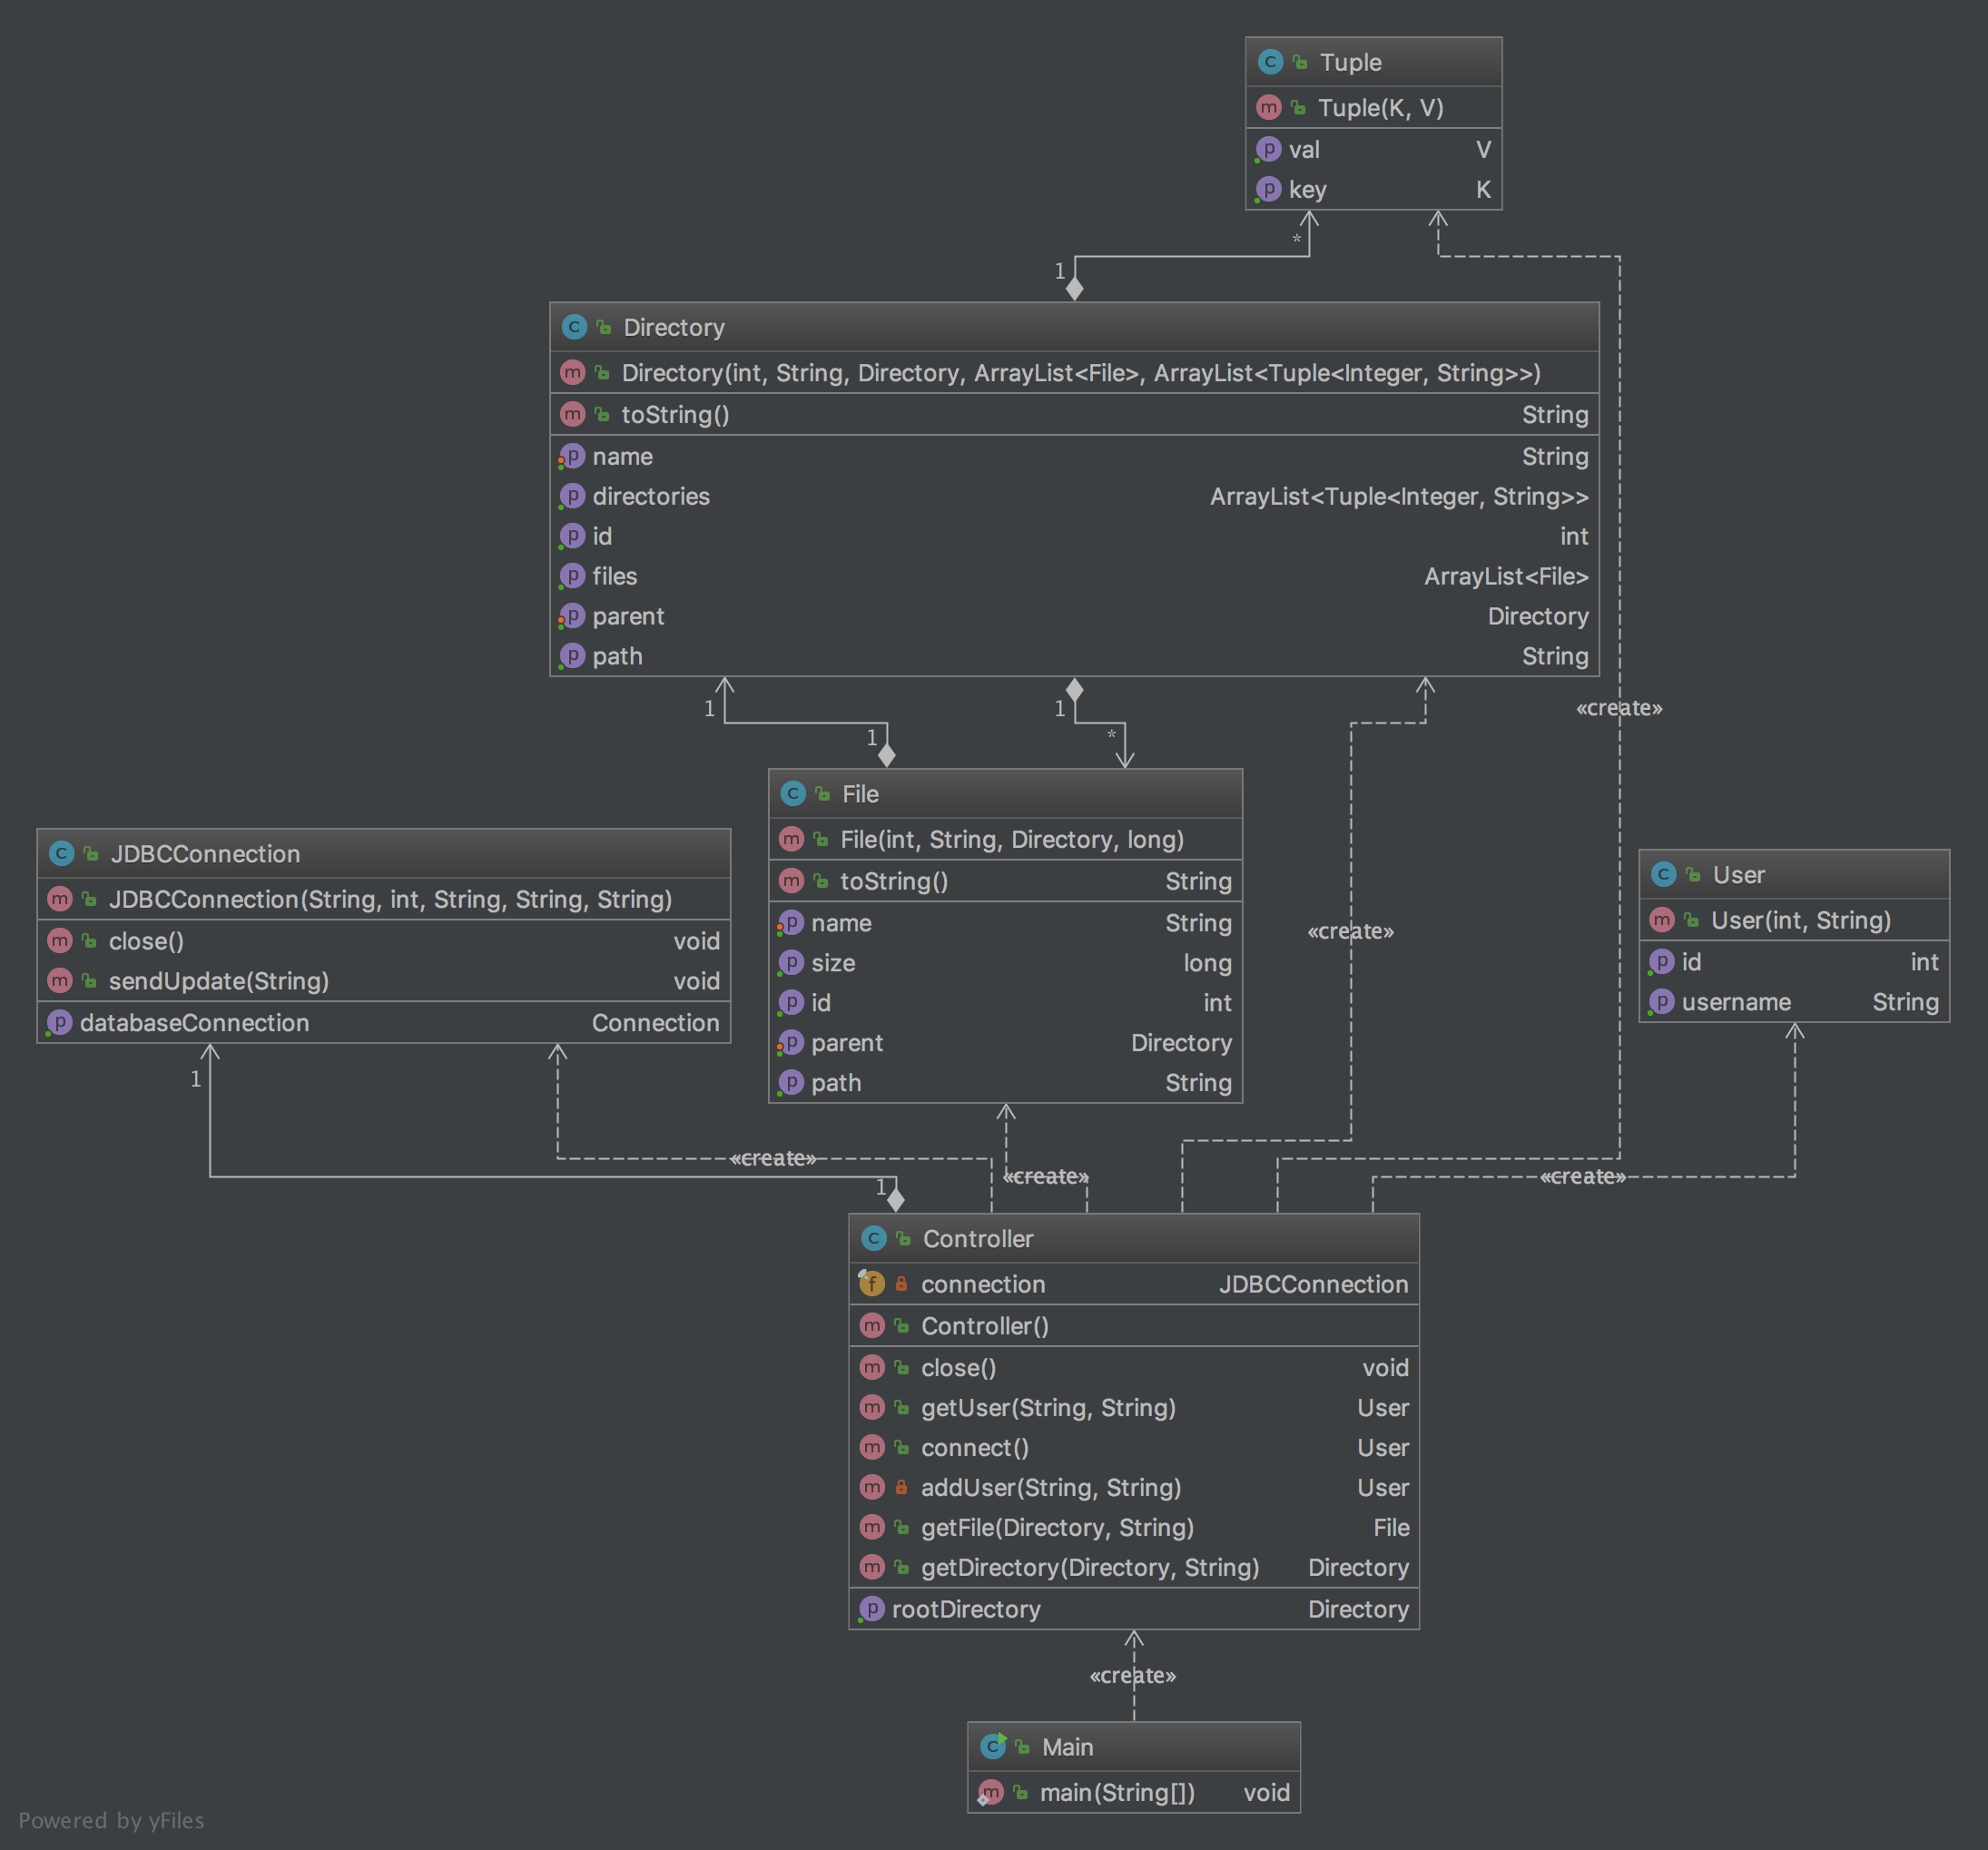 Tuple
Tuple(K, V)
val V
key K
*
1
Directory
Directory(int, String, Directory, ArrayList<File>, ArrayList<Tuple<Integer, String>>)
toString() String
name String
directories ArrayList<Tuple<Integer, String>>
id int
files ArrayList<File>
parent Directory
path String
1 1 «create»
1 *
File
File(int, String, Directory, long)
toString() String
name String
size long
id int
parent Directory
path String
JDBCConnection
JDBCConnection(String, int, String, String, String)
close() void
sendUpdate(String) void
databaseConnection Connection
«create»
User
User(int, String)
id int
username String
1
«create»
«create» «create»
1
Controller
connection JDBCConnection
Controller()
close() void
getUser(String, String) User
connect() User
addUser(String, String) User
getFile(Directory, String) File
getDirectory(Directory, String) Directory
rootDirectory Directory
«create»
Main
main(String[]) void
Powered by yFiles